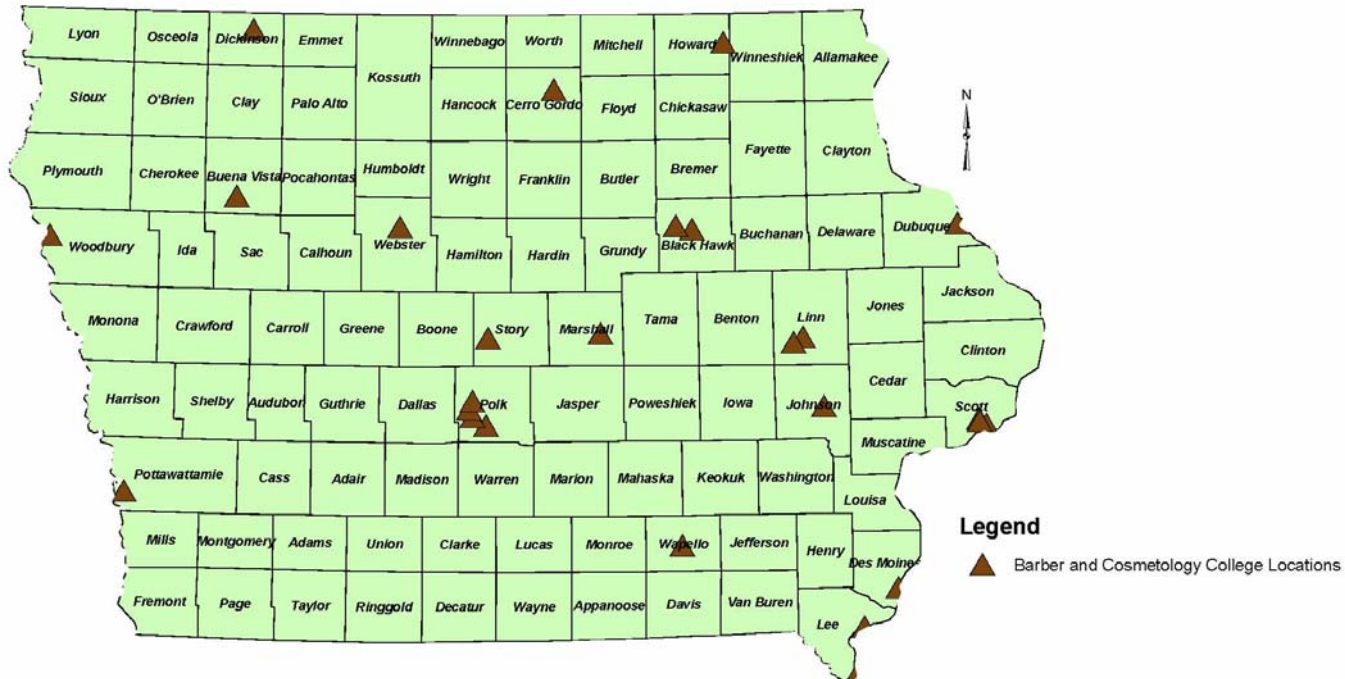 Lyon Osceola Dickinson Emmet Winnebago Worth Mitchell Howard Winneshiek Allamakee
Kossuth
Sioux O'Brien Clay Palo Alto Hancock Cerro Gordo Floyd Chickasaw
N
Fayette Clayton
Plymouth Cherokee Buena Vista Pocahontas Humboldt Wright Franklin Butler Bremer
Woodbury Ida Sac Calhoun Webster Hamilton Hardin Grundy Black Hawk Buchanan Delaware Dubuque
Monona Crawford Carroll Greene Boone Story Marshall Tama Benton Linn Jones Jackson
Clinton
Harrison Shelby Audubon Guthrie Dallas Polk Jasper Poweshiek Iowa Johnson Cedar Scott
Muscatine
Pottawattamie Cass Adair Madison Warren Marion Mahaska Keokuk Washington
Louisa
Legend
Mills Montgomery Adams Union Clarke Lucas Monroe Wapello Jefferson Henry Des Moines
Barber and Cosmetology College Locations
Fremont Page Taylor Ringgold Decatur Wayne Appanoose Davis Van Buren Lee